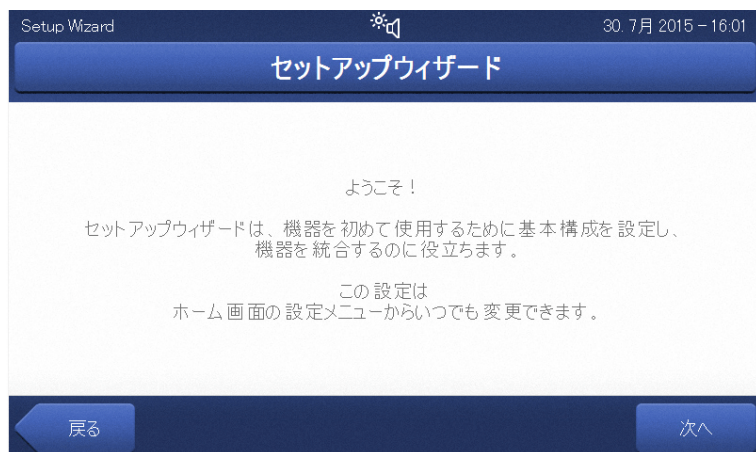 Setup Wizard
30. 7月 2015 – 16:01
セットアップウィザード
ようこそ！
セットアップウィザードは、機器を初めて使用するために基本構成を設定し、
機器を統合するのに役立ちます。
この設定は
ホーム画面の設定メニューからいつでも変更できます。
戻る
次へ